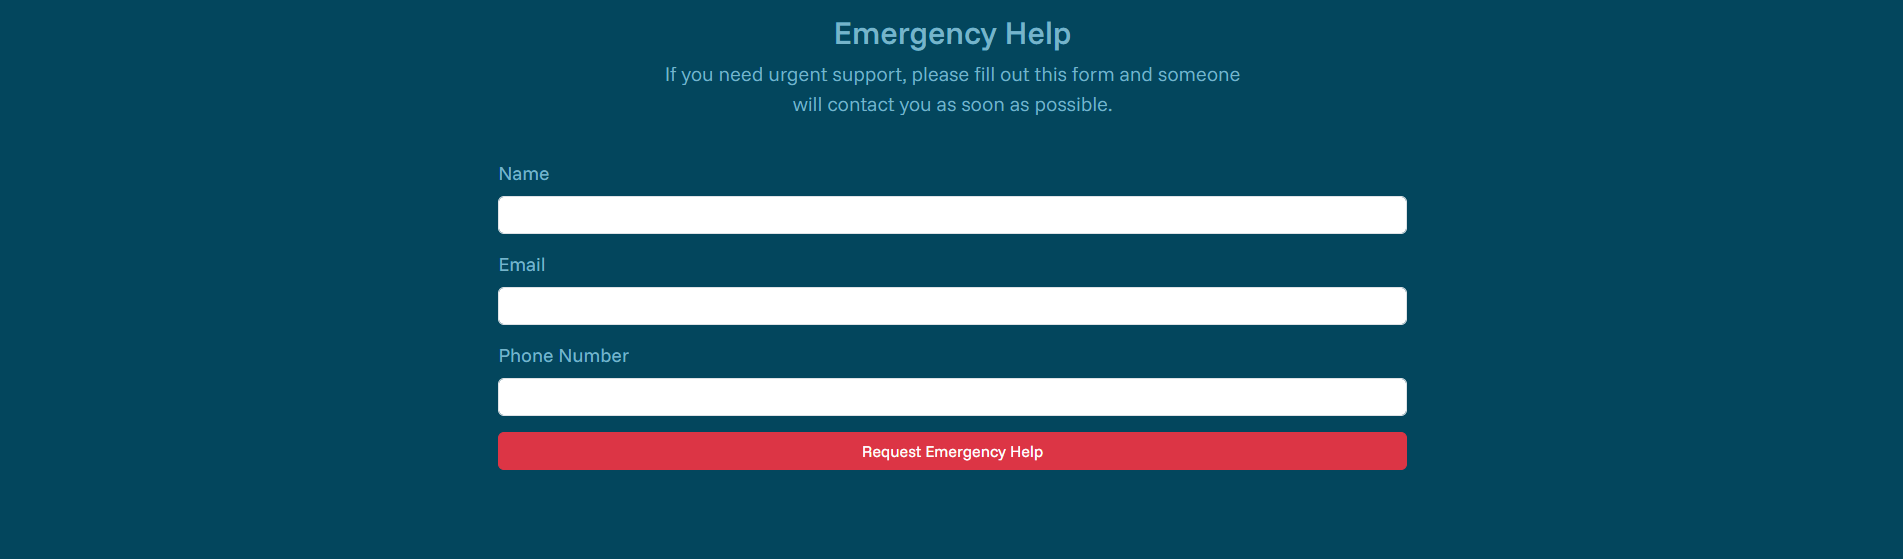 Emergency Help
If you need urgent support, please fill out this form and someone
will contact you as soon as possible.
Name
Email
Phone Number
Request Emergency Help